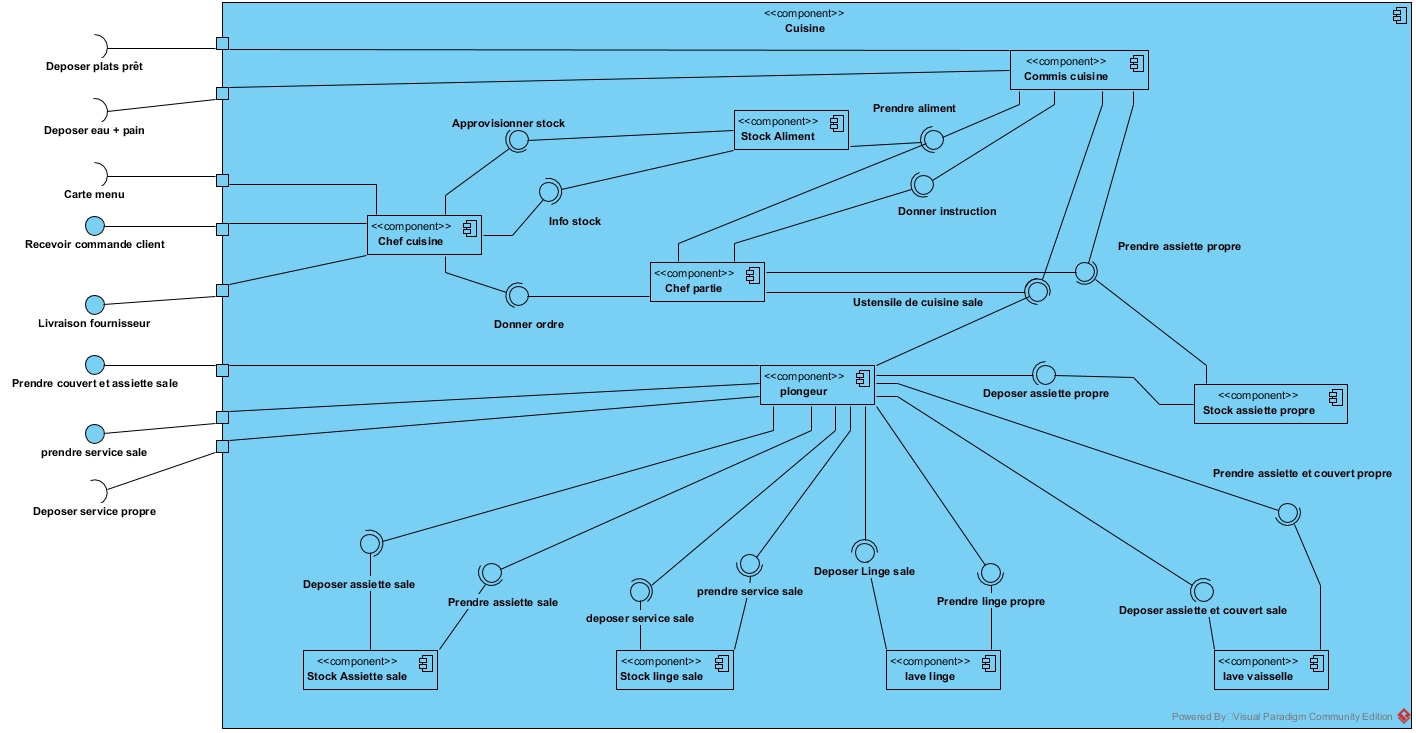 <<component>>
Cuisine
Deposer plats prêt
<<component>>
Commis cuisine
Deposer eau + pain
Approvisionner stock
<<component>>
Stock Aliment
Prendre aliment
Carte menu
Info stock
Donner instruction
<<component>>
Chef cuisine
Recevoir commande client
Prendre assiette propre
<<component>>
Chef partie
Ustensile de cuisine sale
Livraison fournisseur
Donner ordre
Prendre couvert et assiette sale
<<component>>
plongeur
Deposer assiette propre
<<component>>
Stock assiette propre
prendre service sale
Prendre assiette et couvert propre
Deposer service propre
Deposer assiette sale
Prendre assiette sale
deposer service sale
prendre service sale
Deposer Linge sale
Prendre linge propre
Deposer assiette et couvert sale
<<component>>
Stock Assiette sale
<<component>>
Stock linge sale
<<component>>
lave linge
<<component>>
lave vaisselle
Powered By Visual Paradigm Community Edition